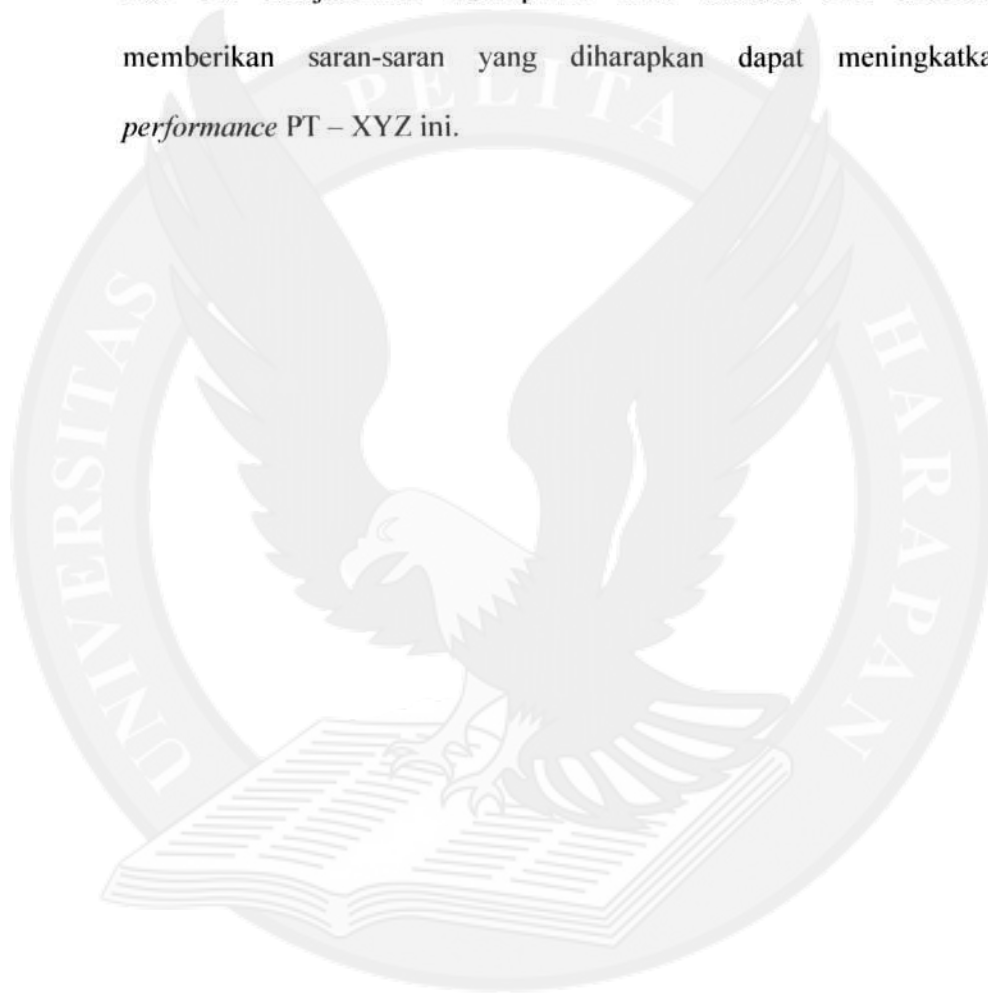 memberikan saran-saran yang diharapkan dapat meningkatka
performance PT – XYZ ini.
UNIVERSITAS PELITA HARAPAN